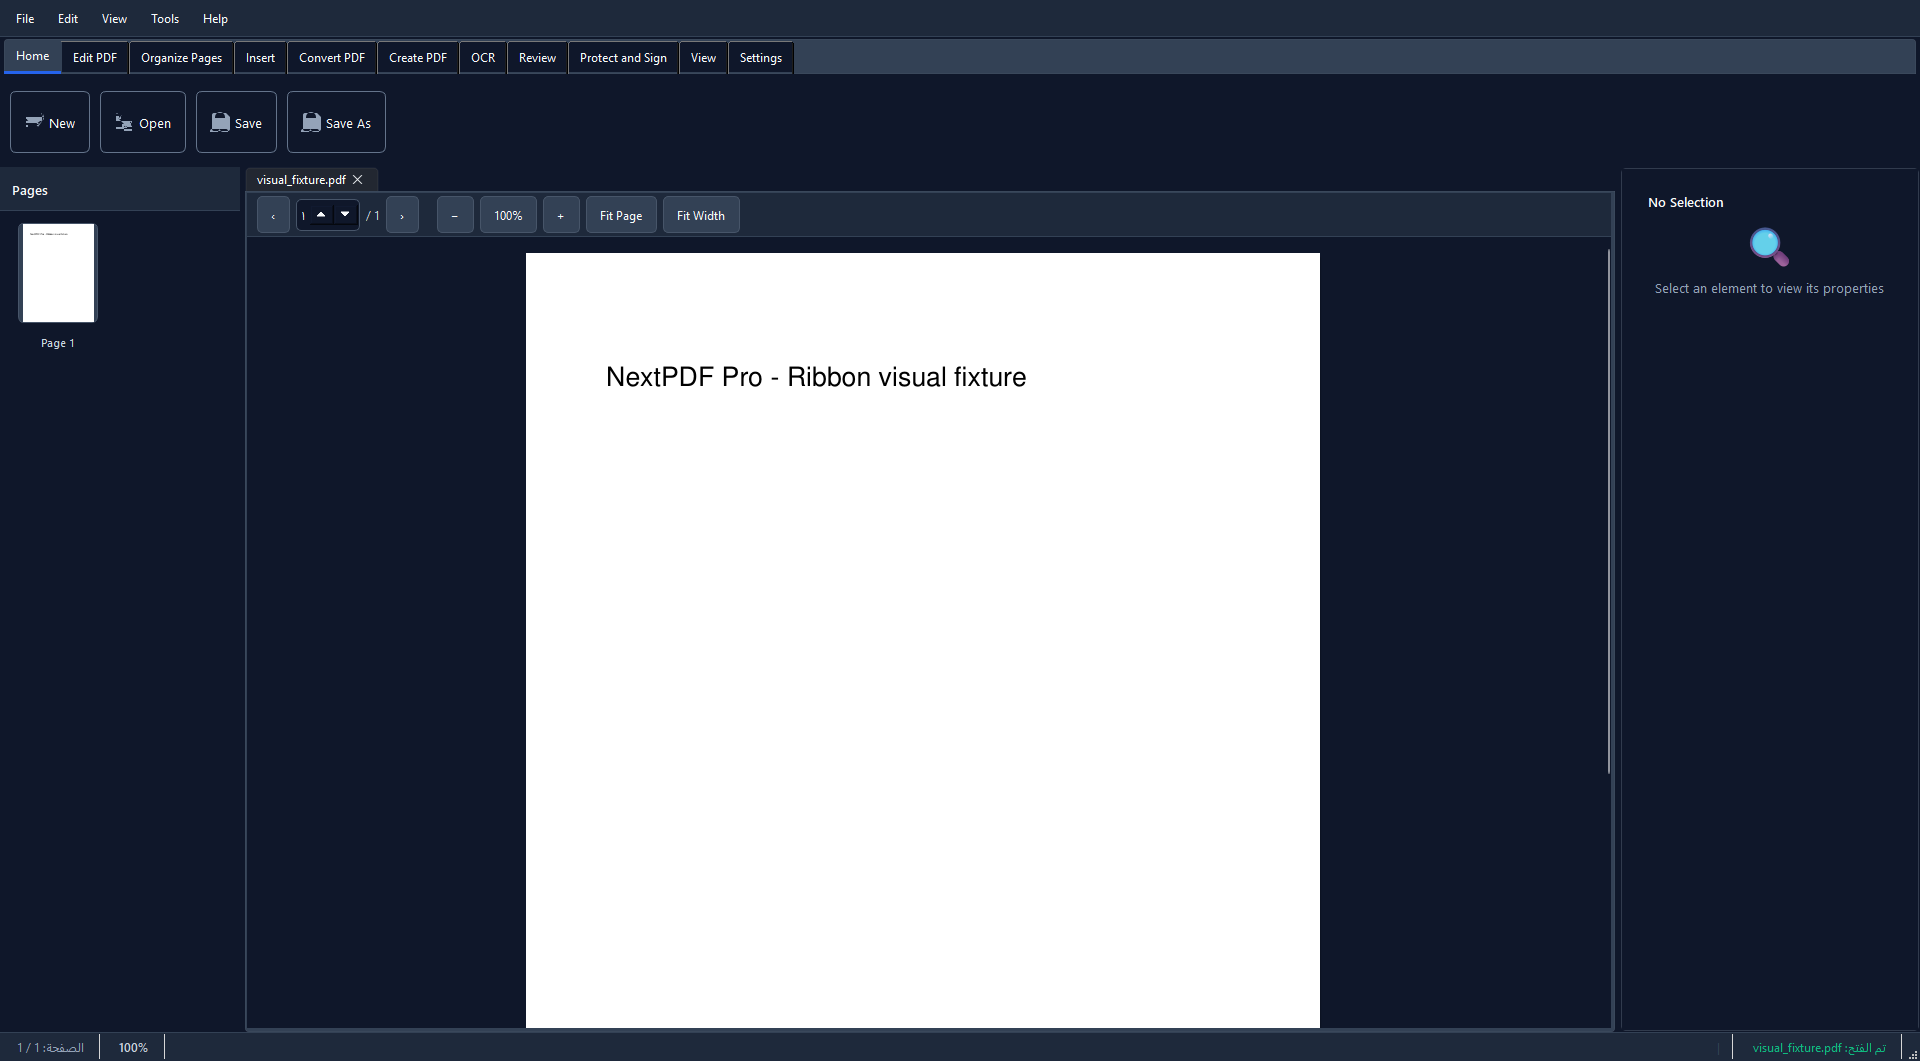 File Edit View Tools Help
Home Edit PDF Organize Pages Insert Convert PDF Create PDF OCR Review Protect and Sign View Settings
New Open Save Save As
Pages
visual_fixture.pdf
‹ 1 / 1 › − 100% + Fit Page Fit Width
No Selection
Select an element to view its properties
Page 1
NextPDF Pro - Ribbon visual fixture
الصفحة: 1 / 1
100%
تم الفتح: visual_fixture.pdf